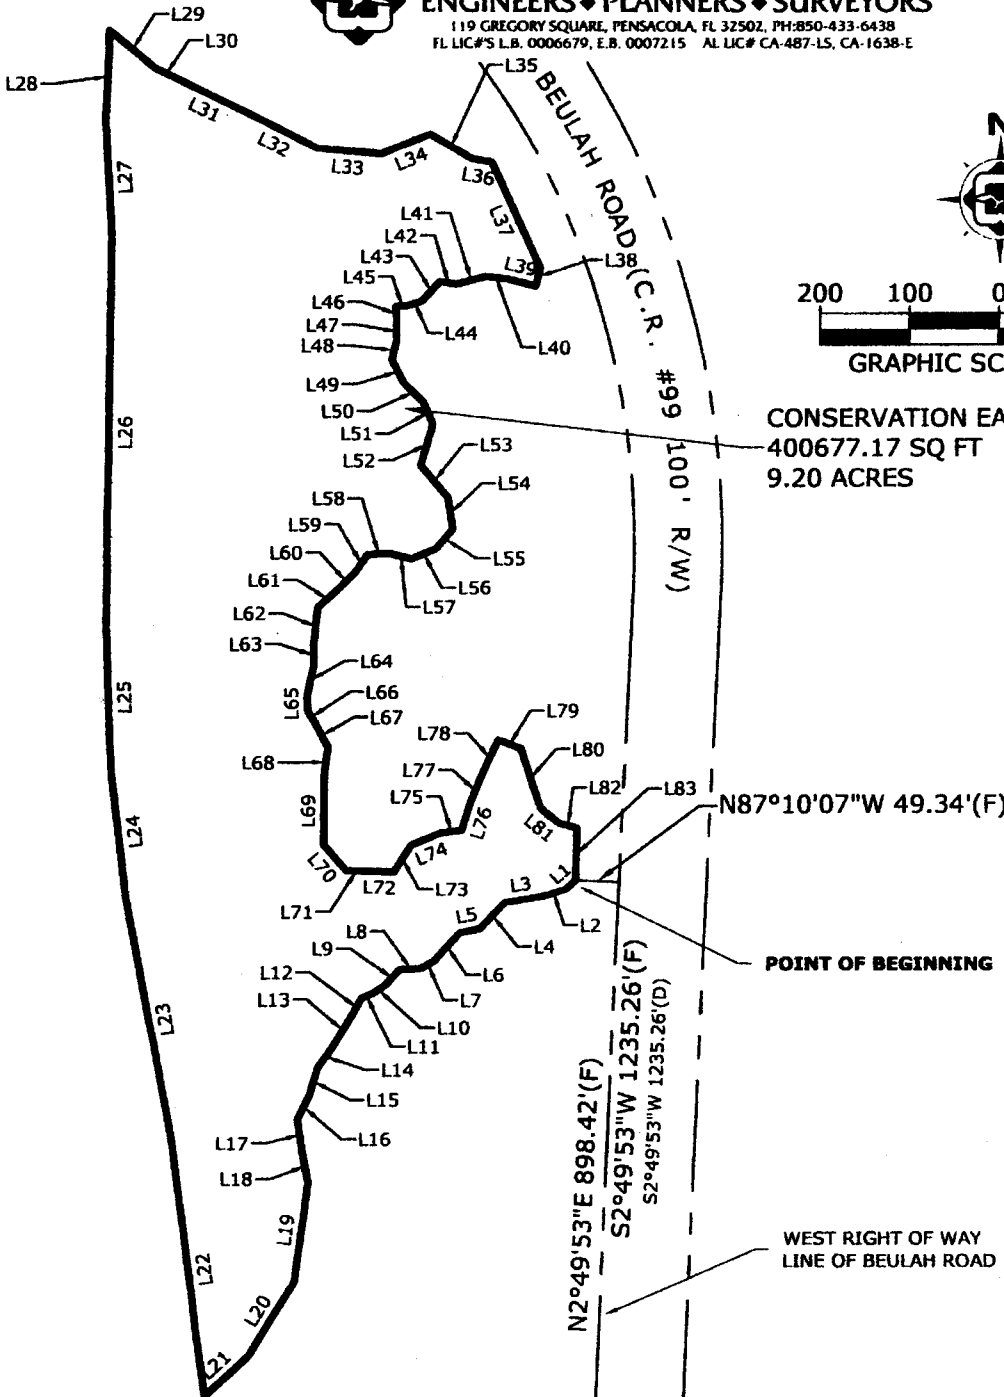 ENGINEERS ◆ PLANNERS ◆ SURVEYORS
119 GREGORY SQUARE, PENSACOLA, FL 32502, PH:850-433-6438
FL LIC#'S L.B. 0006679, E.B. 0007215 AL LIC# CA-487-LS, CA-1638-E
L29
L30
L28
L31
L32
L33
L34
L35
L36
L37
L38
L39
L27
L41
L42
L43
L45
L46
L47
L48
L44
L40
L49
L50
L51
L52
L53
L54
L55
L56
L57
L58
L59
L60
L61
L62
L63
L64
L65
L66
L67
L68
L69
L70
L71
L72
L73
L74
L75
L76
L77
L78
L79
L80
L81
L82
L83
L26
L25
L24
L23
L22
L21
L20
L19
L18
L17
L16
L15
L14
L13
L12
L11
L10
L9
L8
L7
L6
L5
L4
L3
L2
L1
BEULAH ROAD (C.R. #99 100' R/W)
N
200 100 0
GRAPHIC SC
CONSERVATION EA
400677.17 SQ FT
9.20 ACRES
N87°10'07"W 49.34'(F)
POINT OF BEGINNING
N2°49'53"E 898.42'(F)
S2°49'53"W 1235.26'(F)
S2°49'53"W 1235.26'(D)
WEST RIGHT OF WAY
LINE OF BEULAH ROAD